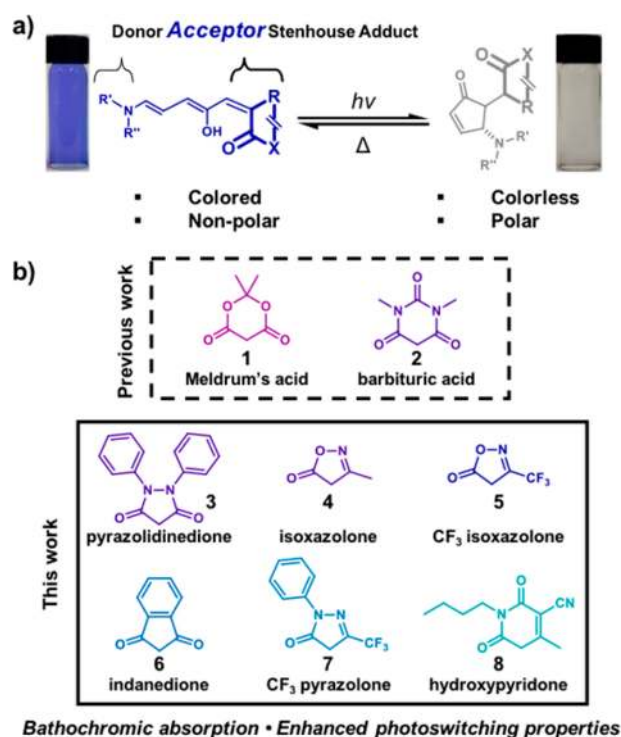 a)
Donor Acceptor Stenhouse Adduct
R'
N
R"
OH
O
R
X
hν
Δ
O
O
X
R
N
R'
R"
▪ Colored
▪ Non-polar
▪ Colorless
▪ Polar
b)
Previous work
O O
O O
1
Meldrum's acid
O
N N
O O
2
barbituric acid
This work
N N
O O
3
pyrazolidinedione
O N
O
4
isoxazolone
O N
O
CF3
5
CF3 isoxazolone
O O
6
indanedione
N N
O
CF3
7
CF3 pyrazolone
O
N
CN
O
8
hydroxypyridone
Bathochromic absorption • Enhanced photoswitching properties